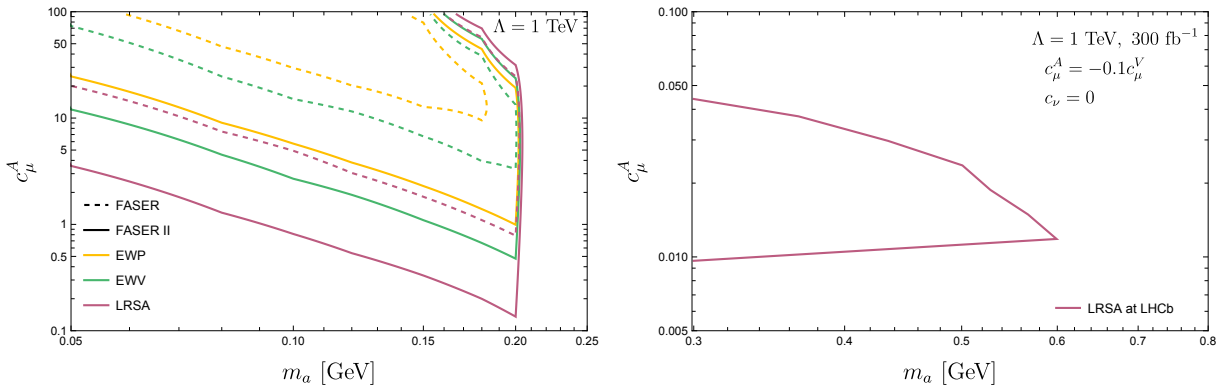 Λ = 1 TeV
100
50
10
5
1
0.5
0.1
c_μ^A
FASER
FASER II
EWP
EWV
LRSA
0.05
0.10
0.15
0.20
0.25
m_a [GeV]
Λ = 1 TeV, 300 fb⁻¹
c_μ^A = −0.1c_μ^V
c_ν = 0
0.100
0.050
0.010
0.005
c_μ^A
LRSA at LHCb
0.3
0.4
0.5
0.6
0.7
0.8
m_a [GeV]